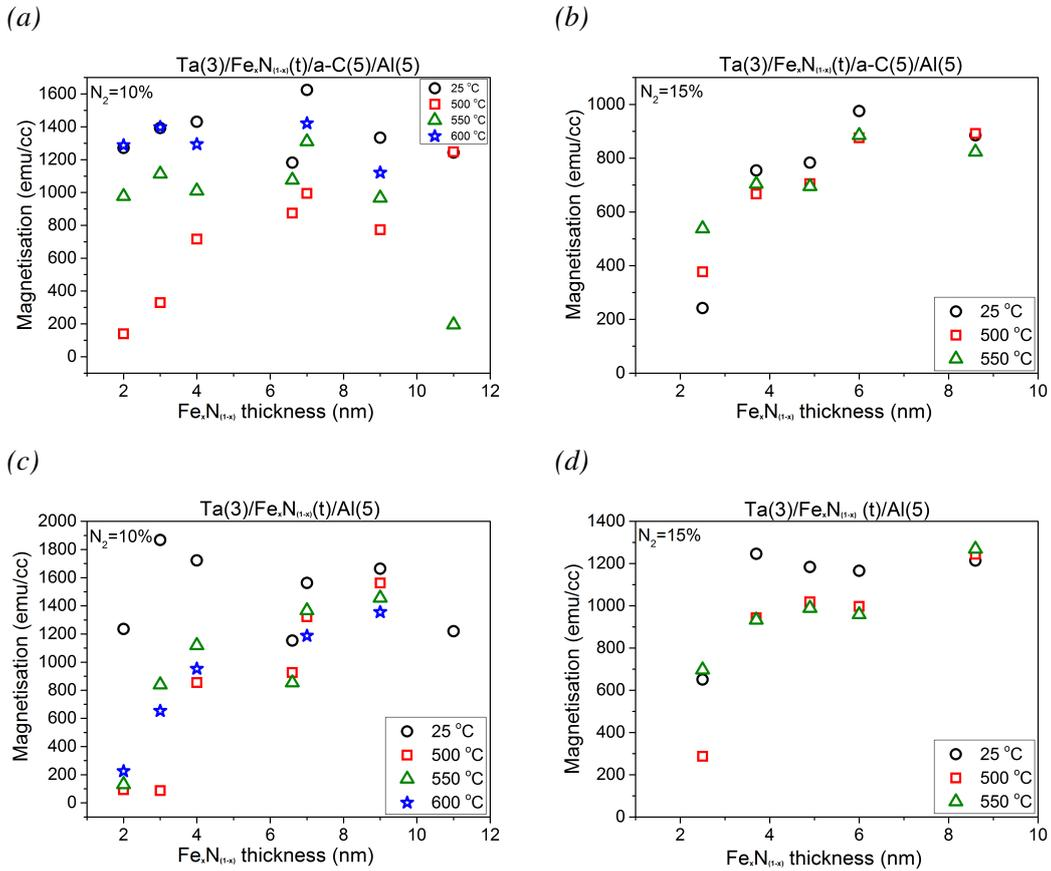 (a)
Ta(3)/FeₓN₍₁₋ₓ₎(t)/a-C(5)/Al(5)
N₂=10%
25 °C
500 °C
550 °C
600 °C
1600
1400
1200
1000
800
600
400
200
0
Magnetisation (emu/cc)
2 4 6 8 10 12
FeₓN₍₁₋ₓ₎ thickness (nm)
(b)
Ta(3)/FeₓN₍₁₋ₓ₎(t)/a-C(5)/Al(5)
N₂=15%
1000
800
600
400
200
0
Magnetisation (emu/cc)
25 °C
500 °C
550 °C
2 4 6 8 10
FeₓN₍₁₋ₓ₎ thickness (nm)
(c)
Ta(3)/FeₓN₍₁₋ₓ₎(t)/Al(5)
N₂=10%
2000
1800
1600
1400
1200
1000
800
600
400
200
0
Magnetisation (emu/cc)
25 °C
500 °C
550 °C
600 °C
2 4 6 8 10 12
FeₓN₍₁₋ₓ₎ thickness (nm)
(d)
Ta(3)/FeₓN₍₁₋ₓ₎ (t)/Al(5)
N₂=15%
1400
1200
1000
800
600
400
200
0
Magnetisation (emu/cc)
25 °C
500 °C
550 °C
2 4 6 8 10
FeₓN₍₁₋ₓ₎ thickness (nm)